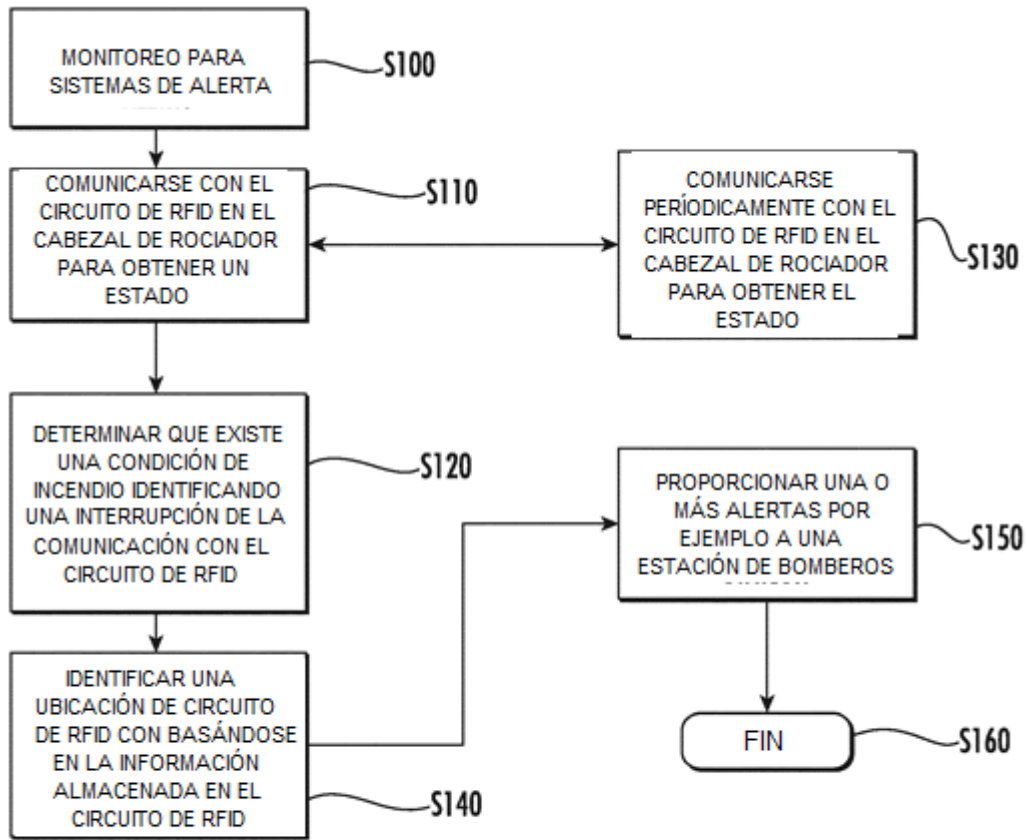 MONITOREO PARA
SISTEMAS DE ALERTA
S100
COMUNICARSE CON EL
CIRCUITO DE RFID EN EL
CABEZAL DE ROCIADOR
PARA OBTENER UN
ESTADO
S110
COMUNICARSE
PERÍODICAMENTE CON EL
CIRCUITO DE RFID EN EL
CABEZAL DE ROCIADOR
PARA OBTENER EL
ESTADO
S130
DETERMINAR QUE EXISTE
UNA CONDICIÓN DE
INCENDIO IDENTIFICANDO
UNA INTERRUPCIÓN DE LA
COMUNICACIÓN CON EL
CIRCUITO DE RFID
S120
IDENTIFICAR UNA
UBICACIÓN DE CIRCUITO
DE RFID CON BASÁNDOSE
EN LA INFORMACIÓN
ALMACENADA EN EL
CIRCUITO DE RFID
S140
PROPORCIONAR UNA O
MÁS ALERTAS POR
EJEMPLO A UNA
ESTACIÓN DE BOMBEROS
S150
FIN
S160